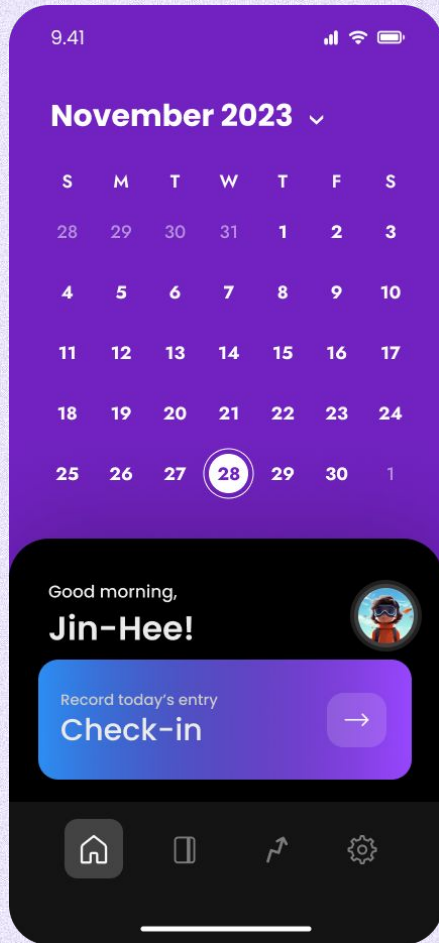 9.41
November 2023
S M T W T F S
28 29 30 31 1 2 3
4 5 6 7 8 9 10
11 12 13 14 15 16 17
18 19 20 21 22 23 24
25 26 27 28 29 30 1
Good morning,
Jin-Hee!
Record today's entry
Check-in